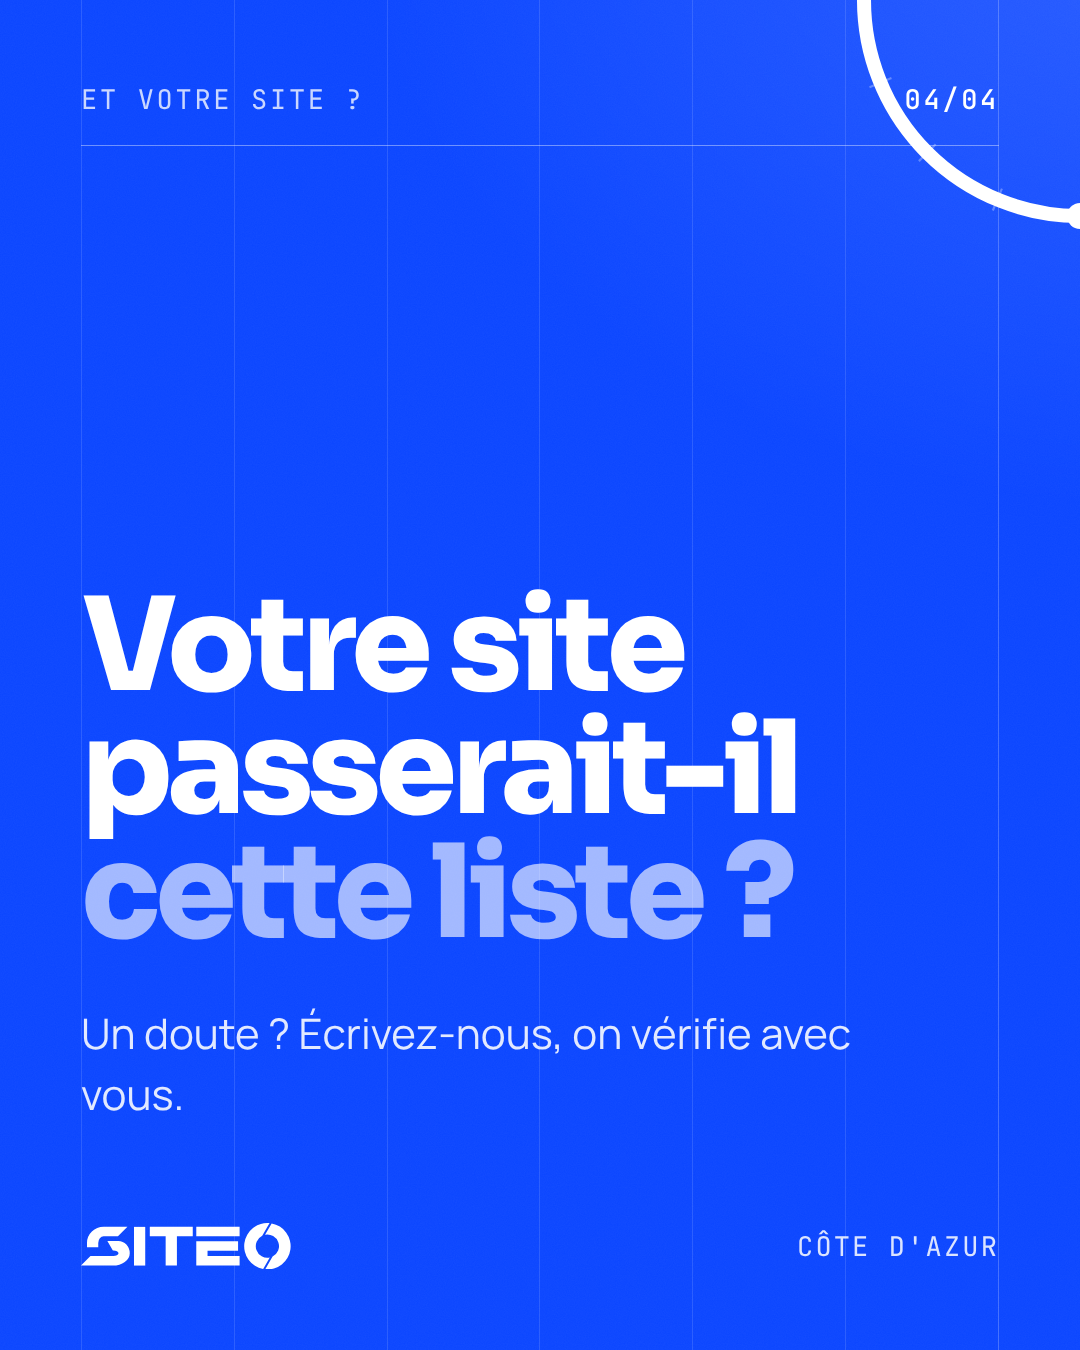 ET VOTRE SITE ?
04/04
Votre site
passerait-il
cette liste ?
Un doute ? Écrivez-nous, on vérifie avec
vous.
SITEO
CÔTE D'AZUR